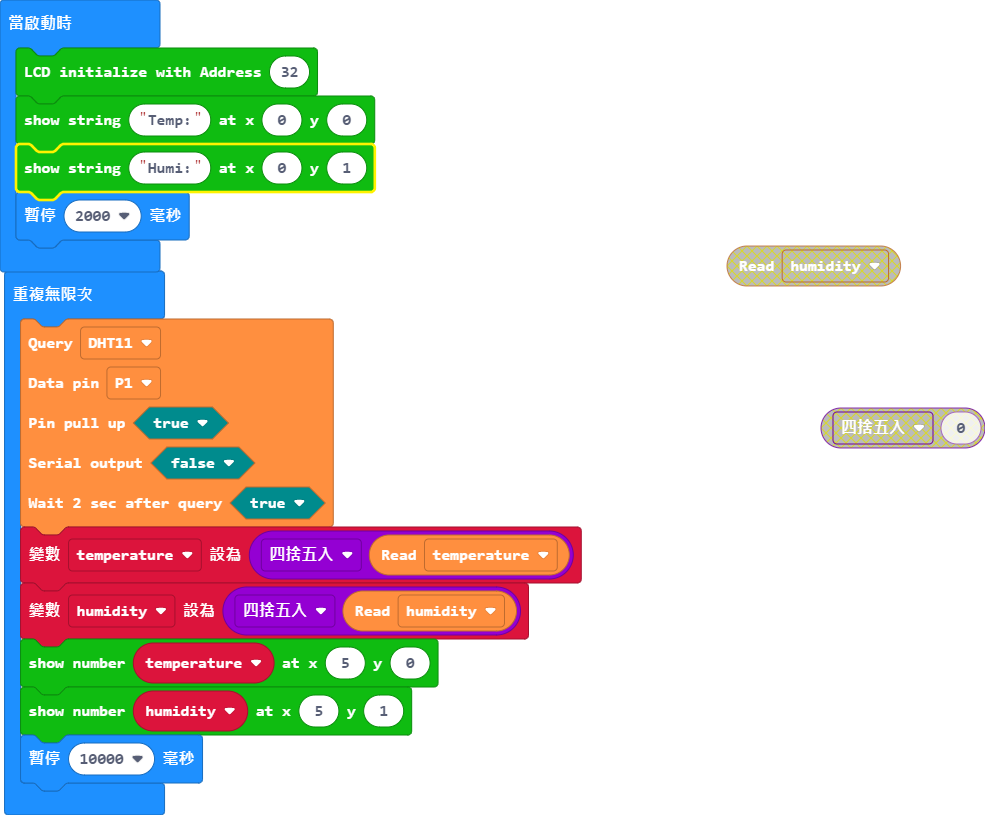 當啟動時
LCD initialize with Address 32
show string "Temp:" at x 0 y 0
show string "Humi:" at x 0 y 1
暫停 2000 毫秒
Read humidity
重複無限次
Query DHT11
Data pin P1
Pin pull up true
四捨五入 0
Serial output false
Wait 2 sec after query true
變數 temperature 設為 四捨五入 Read temperature
變數 humidity 設為 四捨五入 Read humidity
show number temperature at x 5 y 0
show number humidity at x 5 y 1
暫停 10000 毫秒